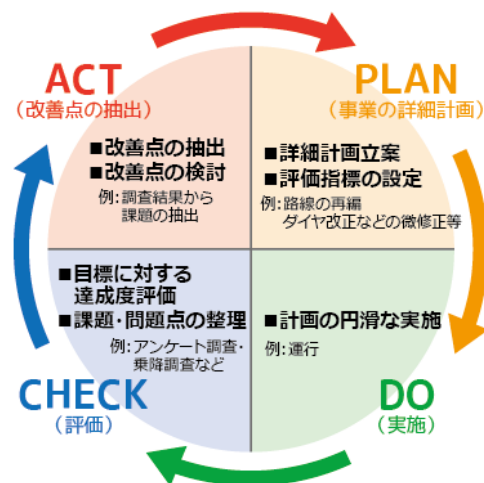 ACT
（改善点の抽出）
■改善点の抽出
■改善点の検討
例：調査結果から
課題の抽出
PLAN
（事業の詳細計画）
■詳細計画立案
■評価指標の設定
例：路線の再編
ダイヤ改正などの微修正等
■目標に対する
達成度評価
■課題・問題点の整理
例：アンケート調査・
乗降調査など
CHECK
（評価）
■計画の円滑な実施
例：運行
DO
（実施）